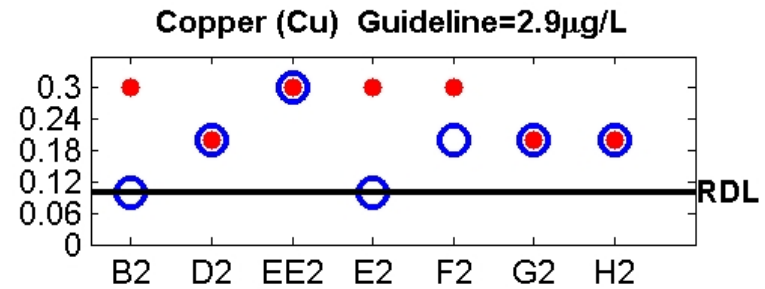 Copper (Cu)  Guideline=2.9μg/L
0.3
0.24
0.18
0.12
0.06
0
RDL
B2 D2 EE2 E2 F2 G2 H2